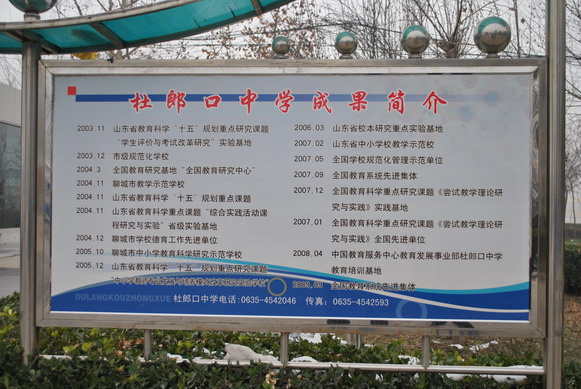 杜郎口中学成果简介
2003.11 山东省教育科学“十五”规划重点研究课题
“学生评价与考试改革研究”实验基地
2003.12 市级规范化学校
2004.3 全国教育研究基地“全国教育研究中心”
2004.11 聊城市教学示范学校
2004.11 山东省教育科学“十五”规划重点课题
2004.11 山东省教育科学重点课题“综合实践活动课
程研究与实验”省级实验基地
2004.12 聊城市学校德育工作先进单位
2005.10 聊城市中小学教育科学研究示范学校
2005.12 山东省教育科学“十一五”规划重点研究课题
2006.03 山东省校本研究重点实验基地
2007.02 山东省中小学校教学示范校
2007.05 全国学校规范化管理示范单位
2007.09 全国教育系统先进集体
2007.12 全国教育科学重点研究课题《尝试教学理论研
究与实践》实践基地
2007.01 全国教育科学重点研究课题《尝试教学理论研
究与实践》全国先进单位
2008.04 中国教育服务中心教育发展事业部杜郎口中学
教育培训基地
2009.09 全国教育系统先进集体
DULANGKOUZHONGXUE
杜郎口中学电话:0635-4542046 传真:0635-4542593